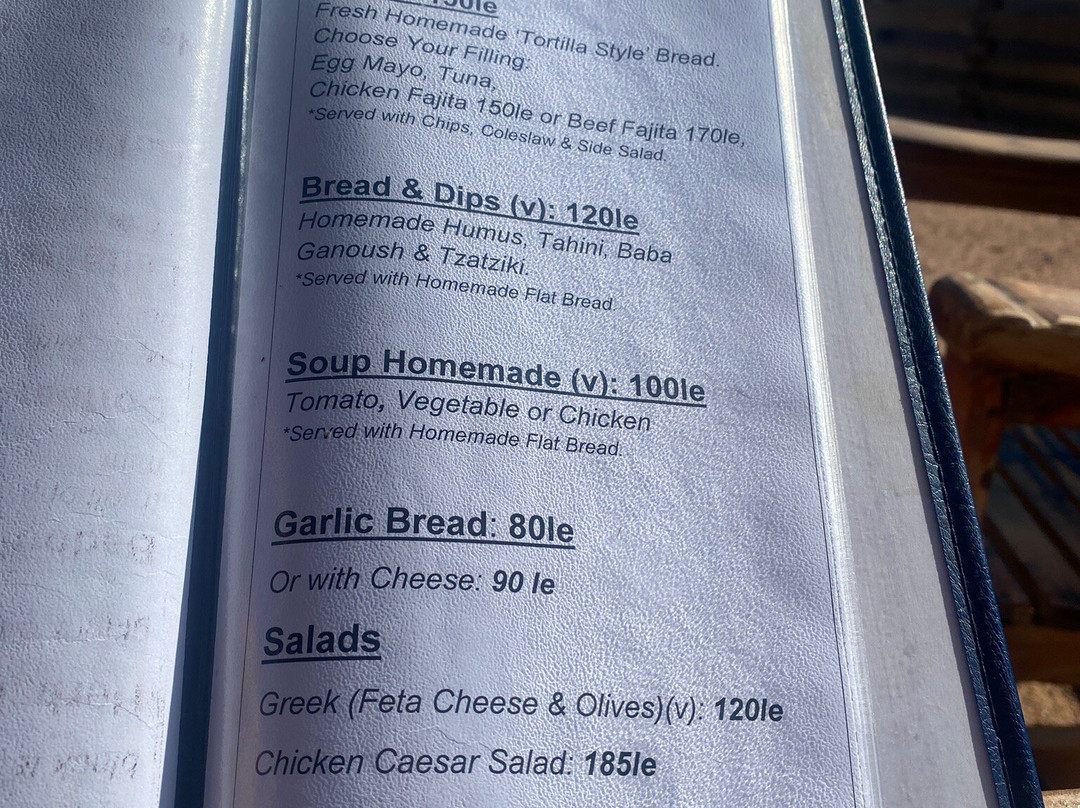 Fresh Homemade 'Tortilla Style' Bread.
Choose Your Filling:
Egg Mayo, Tuna,
Chicken Fajita 150le or Beef Fajita 170le,
*Served with Chips, Coleslaw & Side Salad.
Bread & Dips (v): 120le
Homemade Humus, Tahini, Baba
Ganoush & Tzatziki.
*Served with Homemade Flat Bread.
Soup Homemade (v): 100le
Tomato, Vegetable or Chicken
*Served with Homemade Flat Bread.
Garlic Bread: 80le
Or with Cheese: 90 le
Salads
Greek (Feta Cheese & Olives)(v): 120le
Chicken Caesar Salad: 185le